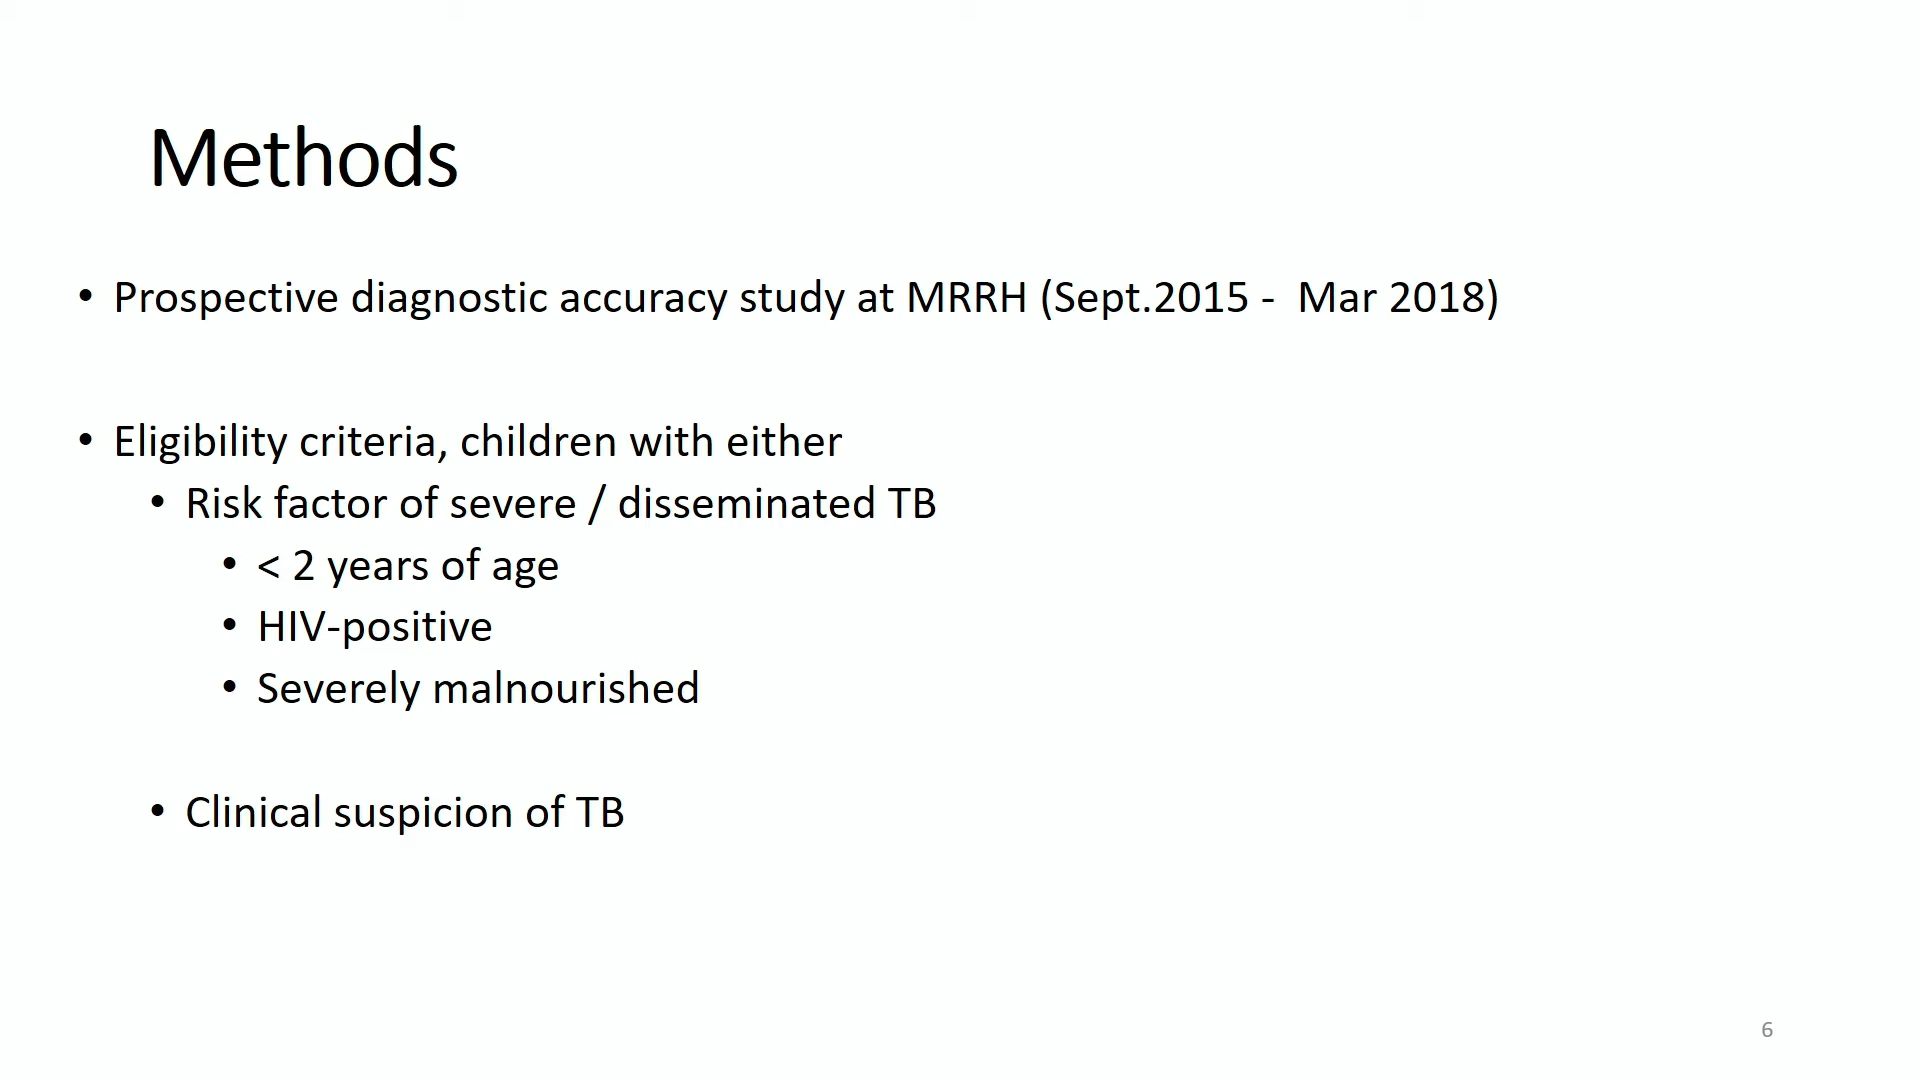 Methods
• Prospective diagnostic accuracy study at MRRH (Sept.2015 -  Mar 2018)
• Eligibility criteria, children with either
• Risk factor of severe / disseminated TB
• < 2 years of age
• HIV-positive
• Severely malnourished
• Clinical suspicion of TB
6